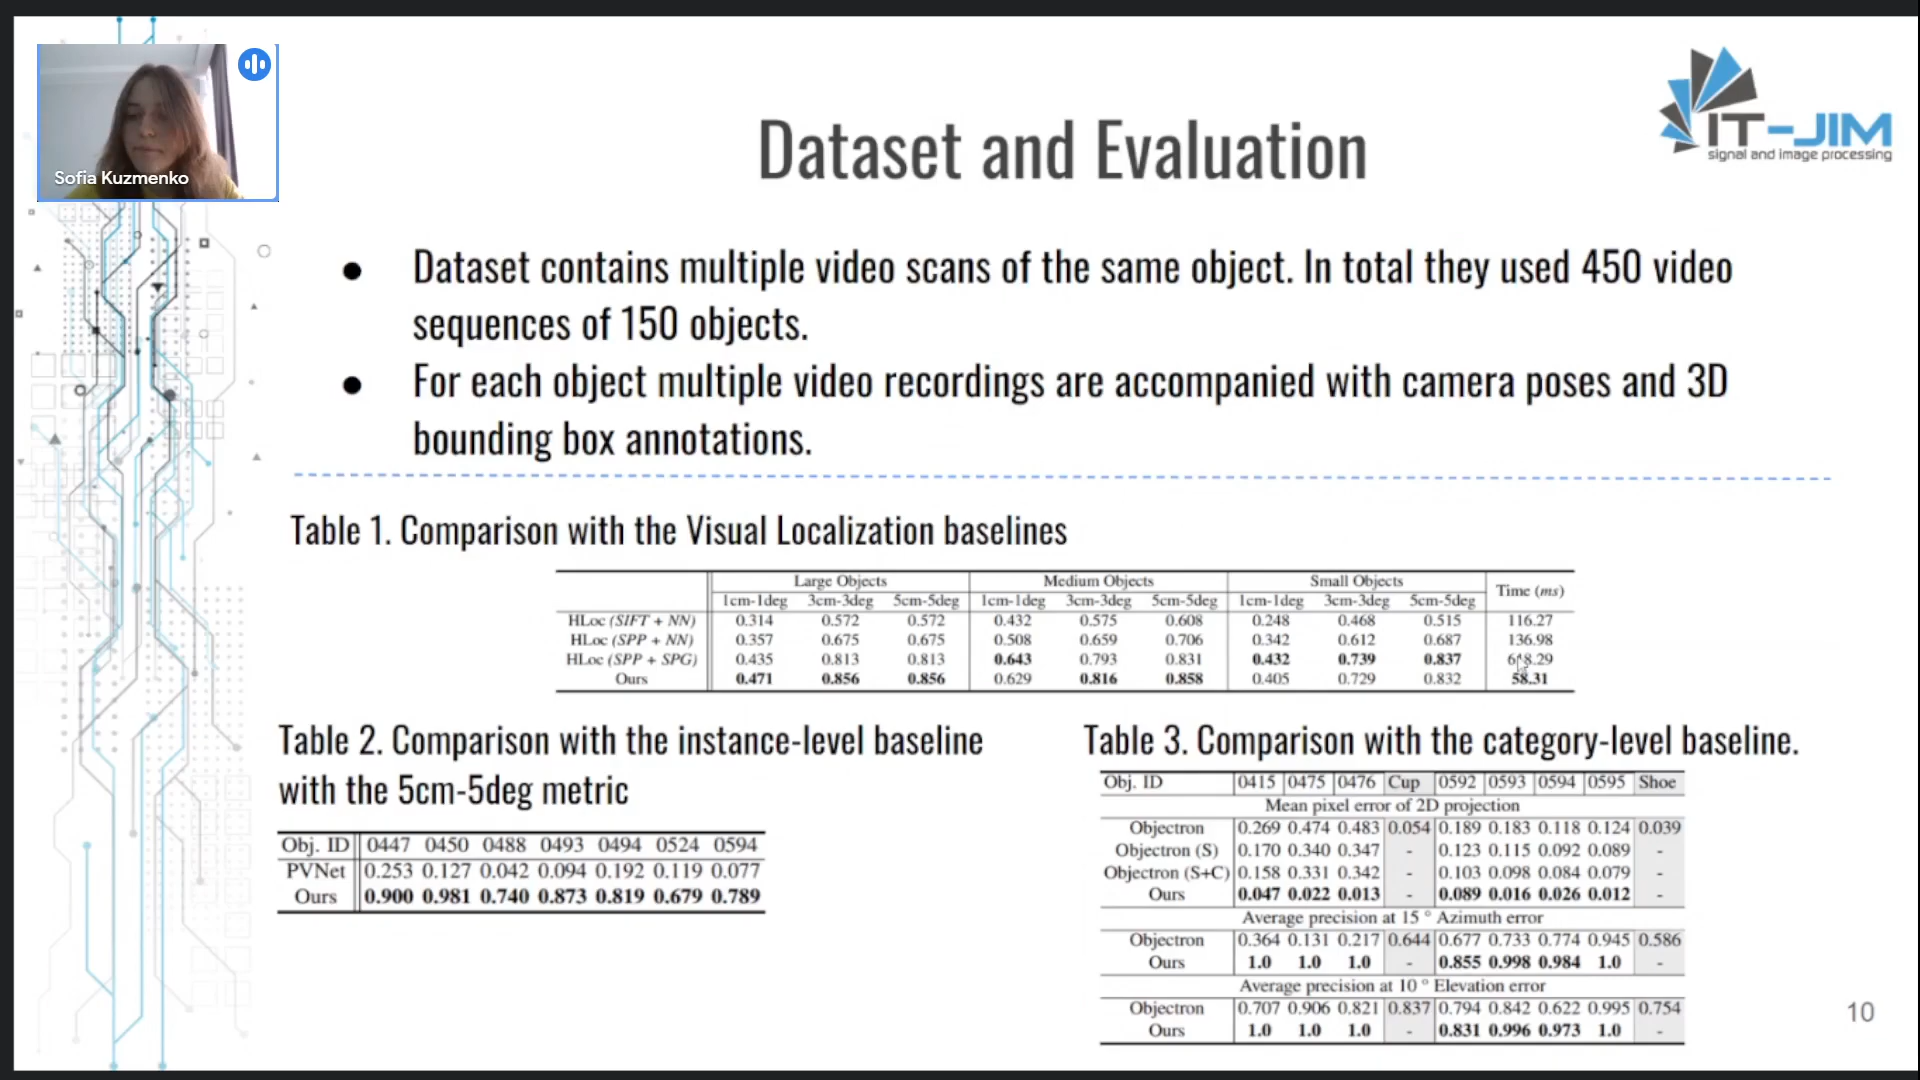 Sofia Kuzmenko
IT-JIM
signal and image processing
Dataset and Evaluation
● Dataset contains multiple video scans of the same object. In total they used 450 video
sequences of 150 objects.
● For each object multiple video recordings are accompanied with camera poses and 3D
bounding box annotations.
Table 1. Comparison with the Visual Localization baselines
Large Objects Medium Objects Small Objects Time (ms)
1cm-1deg 3cm-3deg 5cm-5deg 1cm-1deg 3cm-3deg 5cm-5deg 1cm-1deg 3cm-3deg 5cm-5deg
HLoc (SIFT + NN) 0.314 0.572 0.572 0.432 0.575 0.608 0.248 0.468 0.515 116.27
HLoc (SPP + NN) 0.357 0.675 0.675 0.508 0.659 0.706 0.342 0.612 0.687 136.98
HLoc (SPP + SPG) 0.435 0.813 0.813 0.643 0.793 0.831 0.432 0.739 0.837
Ours 0.471 0.856 0.856 0.629 0.816 0.858 0.405 0.729 0.832 58.31
Table 2. Comparison with the instance-level baseline
with the 5cm-5deg metric
Obj. ID 0447 0450 0488 0493 0494 0524 0594
PVNet 0.253 0.127 0.042 0.094 0.192 0.119 0.077
Ours 0.900 0.981 0.740 0.873 0.819 0.679 0.789
Table 3. Comparison with the category-level baseline.
Obj. ID 0415 0475 0476 Cup 0592 0593 0594 0595 Shoe
Mean pixel error of 2D projection
Objectron 0.269 0.474 0.483 0.054 0.189 0.183 0.118 0.124 0.039
Objectron (S) 0.170 0.340 0.347 - 0.123 0.115 0.092 0.089 -
Objectron (S+C) 0.158 0.331 0.342 - 0.103 0.098 0.084 0.079 -
Ours 0.047 0.022 0.013 - 0.089 0.016 0.026 0.012 -
Average precision at 15 ° Azimuth error
Objectron 0.364 0.131 0.217 0.644 0.677 0.733 0.774 0.945 0.586
Ours 1.0 1.0 1.0 - 0.855 0.998 0.984 1.0 -
Average precision at 10 ° Elevation error
Objectron 0.707 0.906 0.821 0.837 0.794 0.842 0.622 0.995 0.754
Ours 1.0 1.0 1.0 - 0.831 0.996 0.973 1.0 -
10